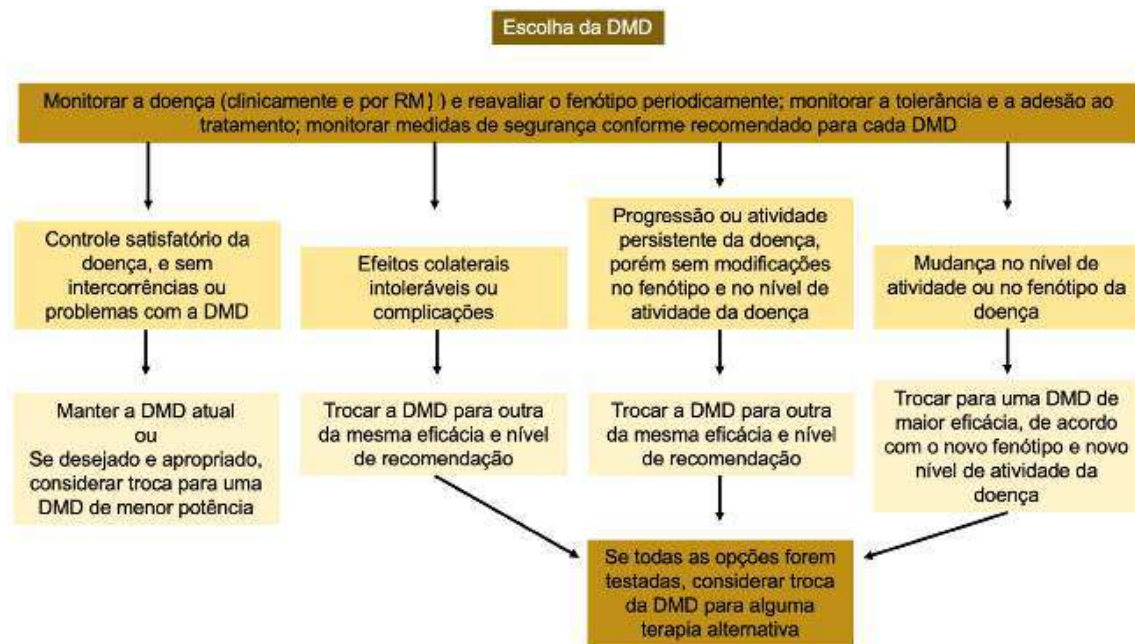 Escolha da DMD
Monitorar a doença (clinicamente e por RM) e reavaliar o fenótipo periodicamente; monitorar a tolerância e a adesão ao
tratamento; monitorar medidas de segurança conforme recomendado para cada DMD
Controle satisfatório da
doença, e sem
intercorrências ou
problemas com a DMD
Efeitos colaterais
intoleráveis ou
complicações
Progressão ou atividade
persistente da doença,
porém sem modificações
no fenótipo e no nível de
atividade da doença
Mudança no nível de
atividade ou no fenótipo da
doença
Manter a DMD atual
ou
Se desejado e apropriado,
considerar troca para uma
DMD de menor potência
Trocar a DMD para outra
da mesma eficácia e nível
de recomendação
Trocar a DMD para outra
da mesma eficácia e nível
de recomendação
Trocar para uma DMD de
maior eficácia, de acordo
com o novo fenótipo e novo
nível de atividade da
doença
Se todas as opções forem
testadas, considerar troca
da DMD para alguma
terapia alternativa